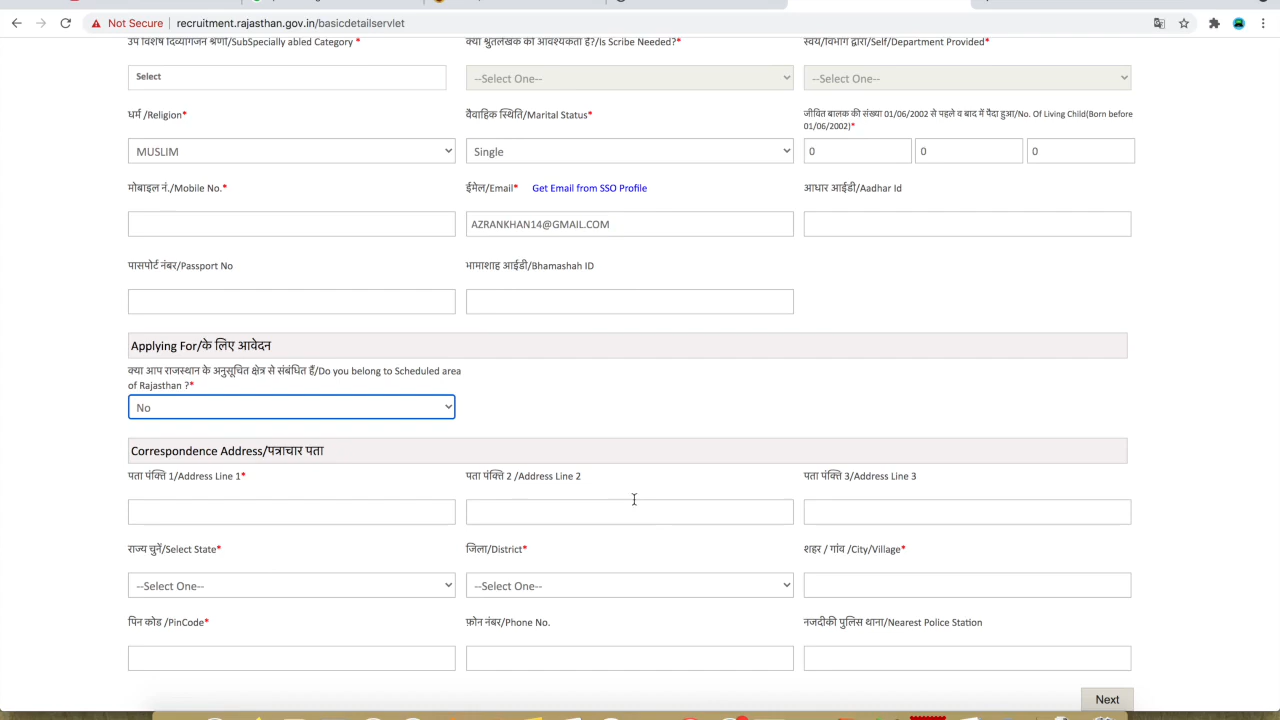 Not Secure recruitment.rajasthan.gov.in/basicdetailservlet
उप विशेष दिव्यांगजन श्रेणी/SubSpecially abled Category * क्या श्रुतलेखक की आवश्यकता है?/Is Scribe Needed?* स्वयं/विभाग द्वारा/Self/Department Provided*
Select --Select One-- --Select One--
धर्म /Religion* वैवाहिक स्थिति/Marital Status* जीवित बालक की संख्या 01/06/2002 से पहले व बाद में पैदा हुआ/No. Of Living Child(Born before
01/06/2002)*
MUSLIM Single 0 0 0
मोबाइल नं./Mobile No.* ईमेल/Email* Get Email from SSO Profile आधार आईडी/Aadhar Id
AZRANKHAN14@GMAIL.COM
पासपोर्ट नंबर/Passport No भामाशाह आईडी/Bhamashah ID
Applying For/के लिए आवेदन
क्या आप राजस्थान के अनुसूचित क्षेत्र से संबंधित हैं/Do you belong to Scheduled area
of Rajasthan ?*
No
Correspondence Address/पत्राचार पता
पता पंक्ति 1/Address Line 1* पता पंक्ति 2 /Address Line 2 पता पंक्ति 3/Address Line 3
राज्य चुनें/Select State* जिला/District* शहर / गांव /City/Village*
--Select One-- --Select One--
पिन कोड /PinCode* फ़ोन नंबर/Phone No. नजदीकी पुलिस थाना/Nearest Police Station
Next